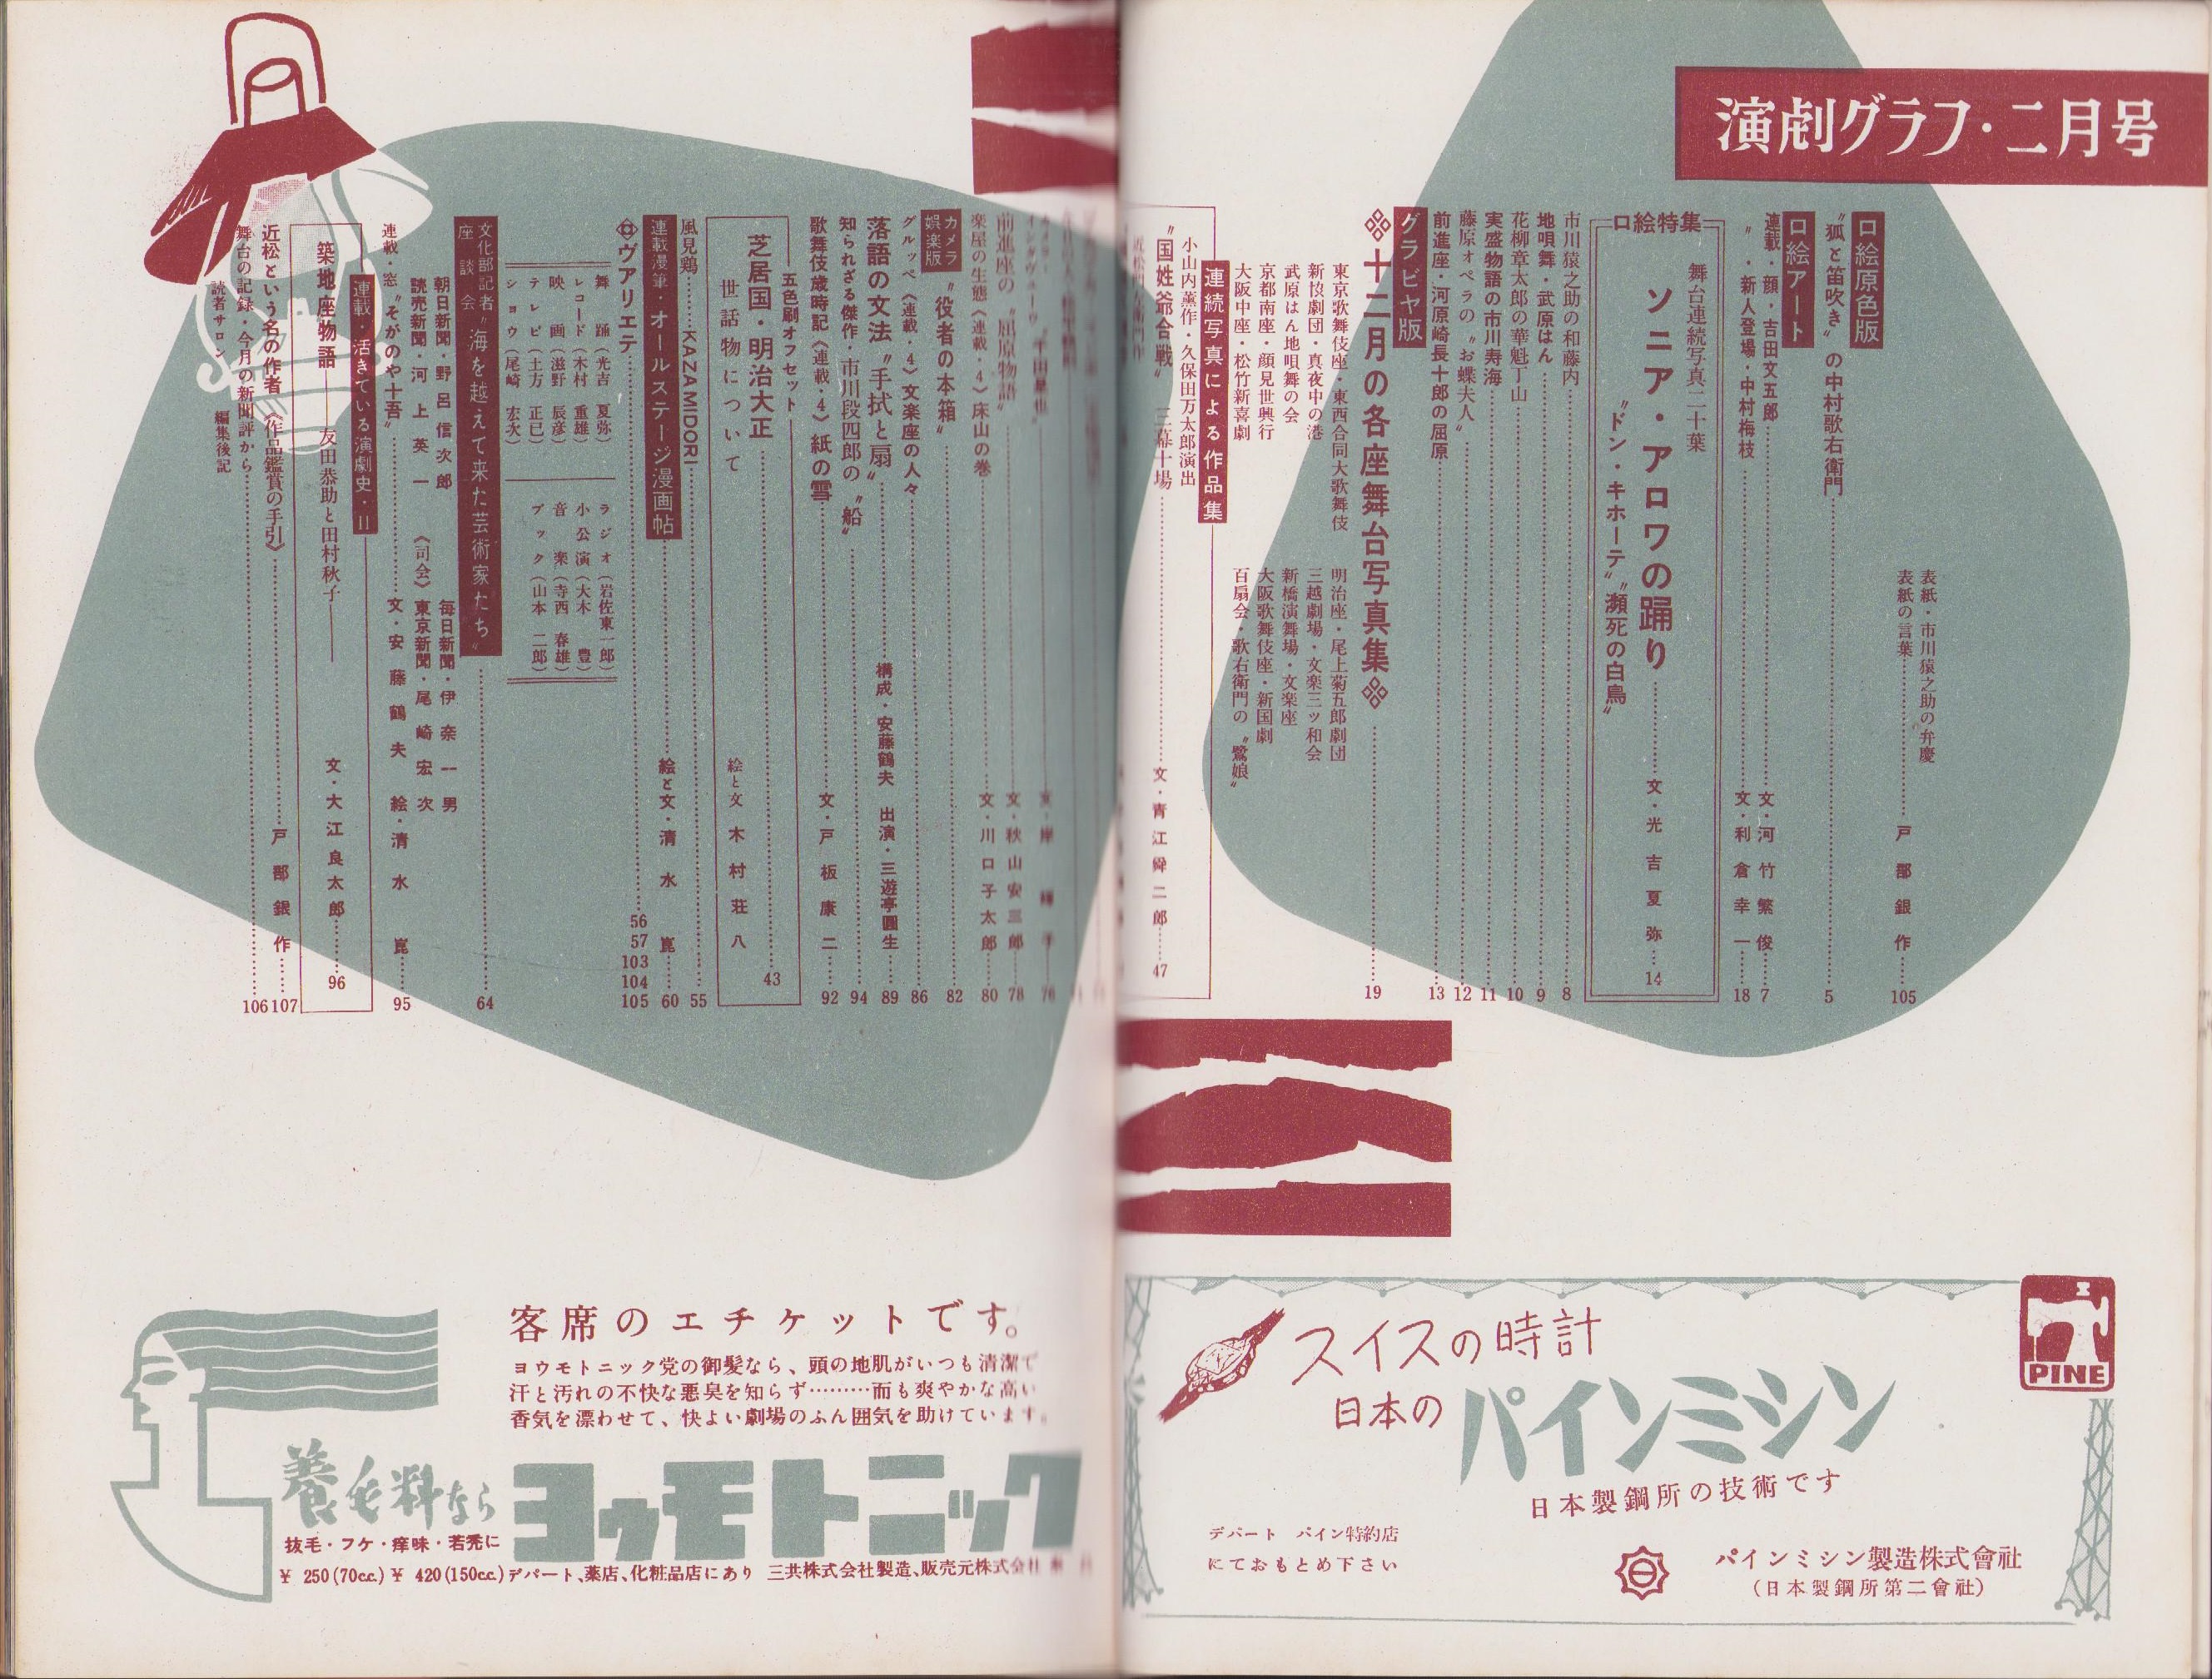 演劇グラフ・二月号
表紙・市川猿之助の弁慶
表紙の言葉 戸部銀作 105
口絵原色版
〝狐と笛吹き〟の中村歌右衛門 5
口絵アート
連載・顔・吉田文五郎 文・河竹繁俊 7
〃・新人登場・中村梅枝 文・利倉幸一 18
口絵特集
舞台連続写真二十葉
ソニア・アロワの踊り 文・光吉夏弥 14
〝ドン・キホーテ〟〝瀕死の白鳥〟
市川猿之助の和藤内 8
地唄舞・武原はん 9
花柳章太郎の華魁丁山 10
実盛物語の市川寿海 11
藤原オペラの〝お蝶夫人〟 12
前進座・河原崎長十郎の屈原 13
グラビヤ版
十二月の各座舞台写真集 19
東京歌舞伎座・東西合同大歌舞伎
新協劇団・真夜中の港
武原はん地唄舞の会
京都南座・顔見世興行
大阪中座・松竹新喜劇
明治座・尾上菊五郎劇団
三越劇場・文楽三ッ和会
新橋演舞場・文楽座
大阪歌舞伎座・新国劇
百扇会・歌右衛門の〝鷺娘〟
連続写真による作品集
小山内薫作・久保田万太郎演出
〝国姓爺合戦〟 三幕十場 文・青江舜二郎 47
76
前進座の〝屈原物語〟 文・秋山安三郎 78
楽屋の生態《連載・4》床山の巻 文・川口子太郎 80
カメラ
娯楽版
〝役者の本箱〟 82
グルッペ《連載・4》文楽座の人々 86
落語の文法〝手拭と扇〟 構成・安藤鶴夫 出演・三遊亭圓生 89
知られざる傑作・市川段四郎の〝船〟 94
歌舞伎歳時記《連載・4》紙の雪 文・戸板康二 92
五色刷オフセット
芝居国・明治大正 43
世話物について 絵と文 木村荘八
風見鶏 KAZAMIDORI 55
連載漫筆・オールステージ漫画帖 絵と文・清水崑 60
ヴアリエテ 56 57 103 104 105
舞踊（光吉夏弥）
レコード（木村重雄）
映画（滋野辰彦）
テレビ（土方正巳）
ショウ（尾崎宏次）
ラジオ（岩佐東一郎）
小公演（大木豊）
音楽（寺西春雄）
ブック（山本二郎）
文化部記者座談会
〝海を越えて来た芸術家たち〟 64
朝日新聞・野呂信次郎 毎日新聞・伊奈一男
読売新聞・河上英一 《司会》東京新聞・尾崎宏次
連載・窓〝そがのや十吾〟 文・安藤鶴夫 絵・清水崑 95
連載・活きている演劇史・II
築地座物語 ―友田恭助と田村秋子― 文・大江良太郎 96
近松という名の作者《作品鑑賞の手引》 戸部銀作 107
舞台の記録・今月の新聞評から 106
読者サロン 編集後記
客席のエチケットです。
ヨウモトニック党の御髪なら、頭の地肌がいつも清潔で
汗と汚れの不快な悪臭を知らず………而も爽やかな高い
香気を漂わせて、快よい劇場のふん囲気を助けています。
養毛料なら ヨウモトニック
抜毛・フケ・痒味・若禿に
¥ 250(70cc.) ¥ 420(150cc.) デパート、薬店、化粧品店にあり 三共株式会社製造、販売元株式会社
スイスの時計
日本の パインミシン
日本製鋼所の技術です
PINE
デパート パイン特約店
にておもとめ下さい
パインミシン製造株式會社
(日本製鋼所第二會社)